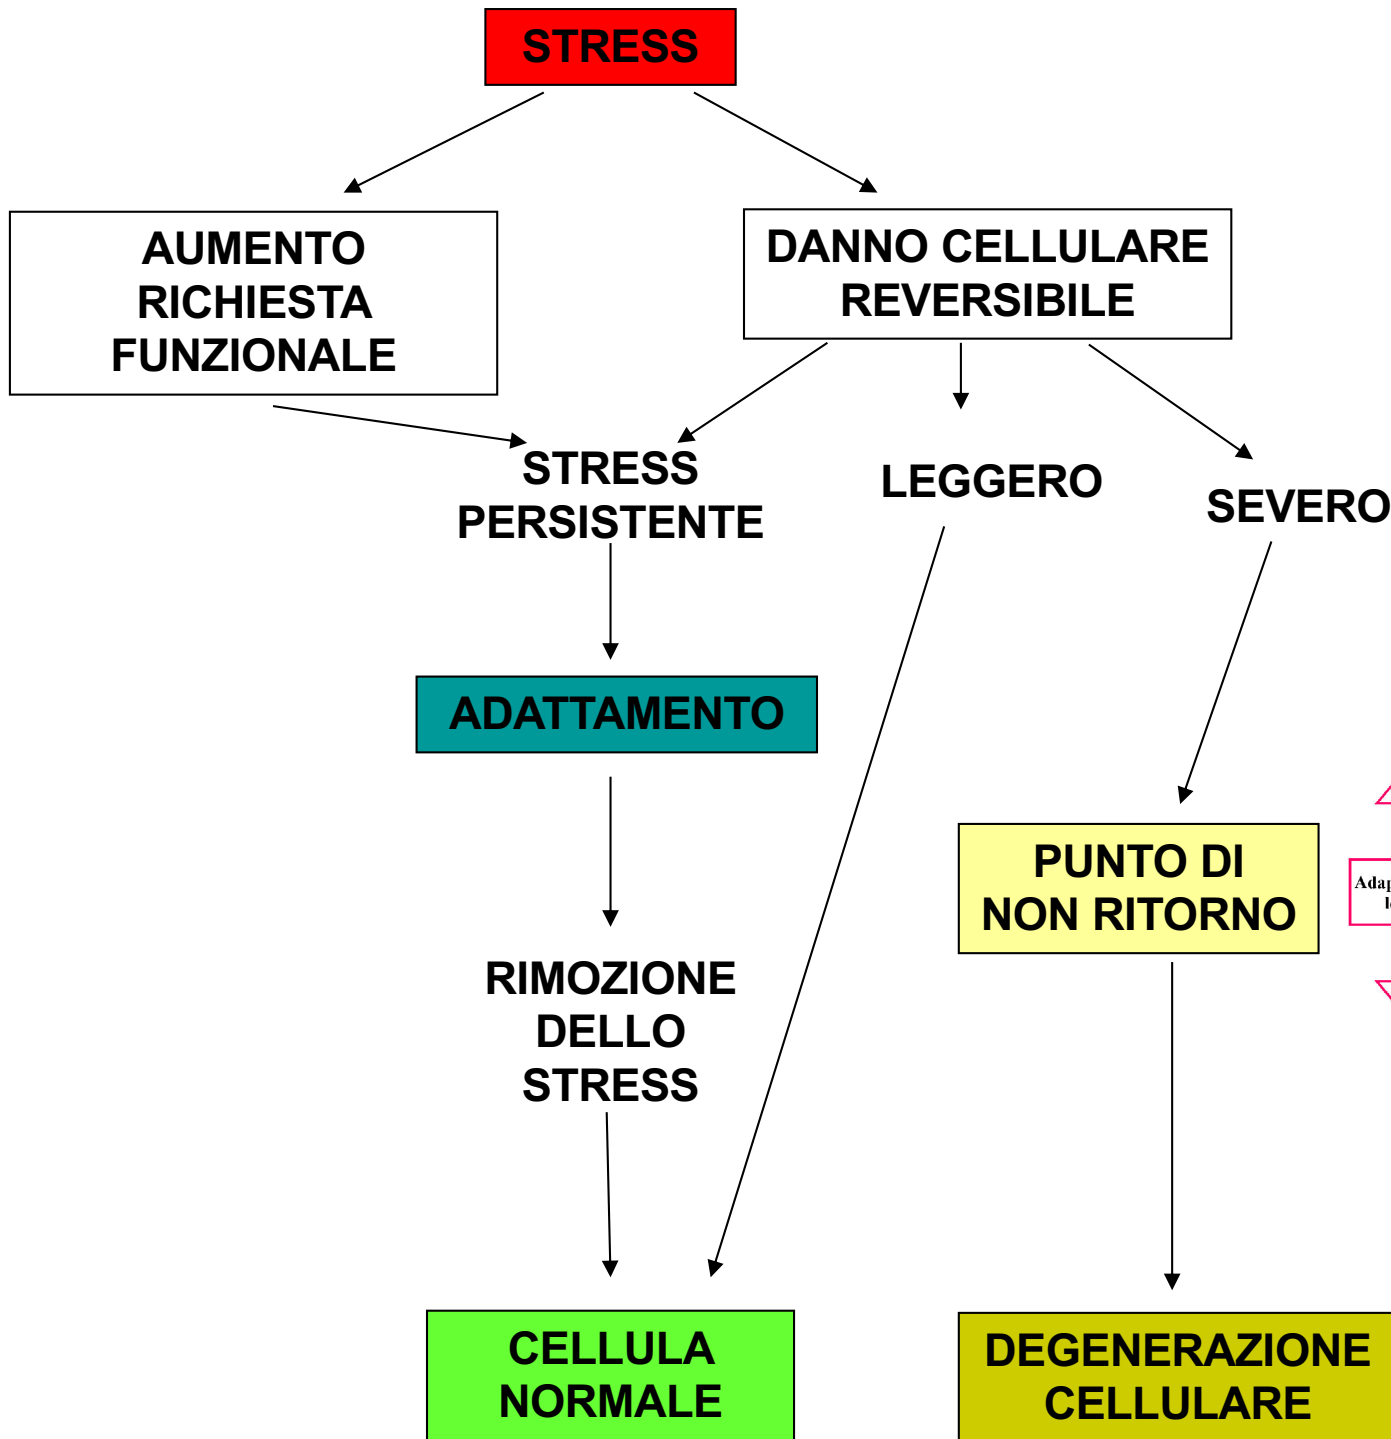 STRESS
AUMENTO
RICHIESTA
FUNZIONALE
DANNO CELLULARE
REVERSIBILE
STRESS
PERSISTENTE
LEGGERO
SEVERO
ADATTAMENTO
PUNTO DI
NON RITORNO
RIMOZIONE
DELLO
STRESS
CELLULA
NORMALE
DEGENERAZIONE
CELLULARE